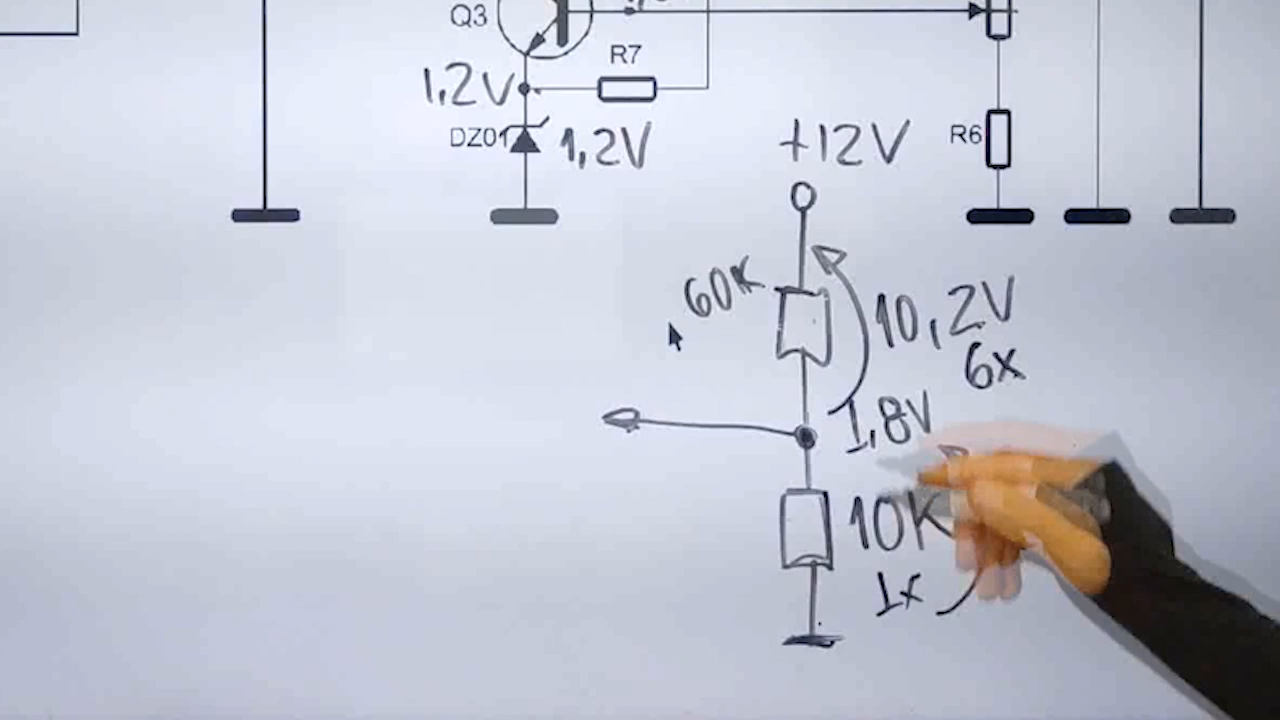 Q3
R7
1,2V
DZ01
1,2V
+12V
R6
60K
10,2V
6x
1,8V
10K
1x